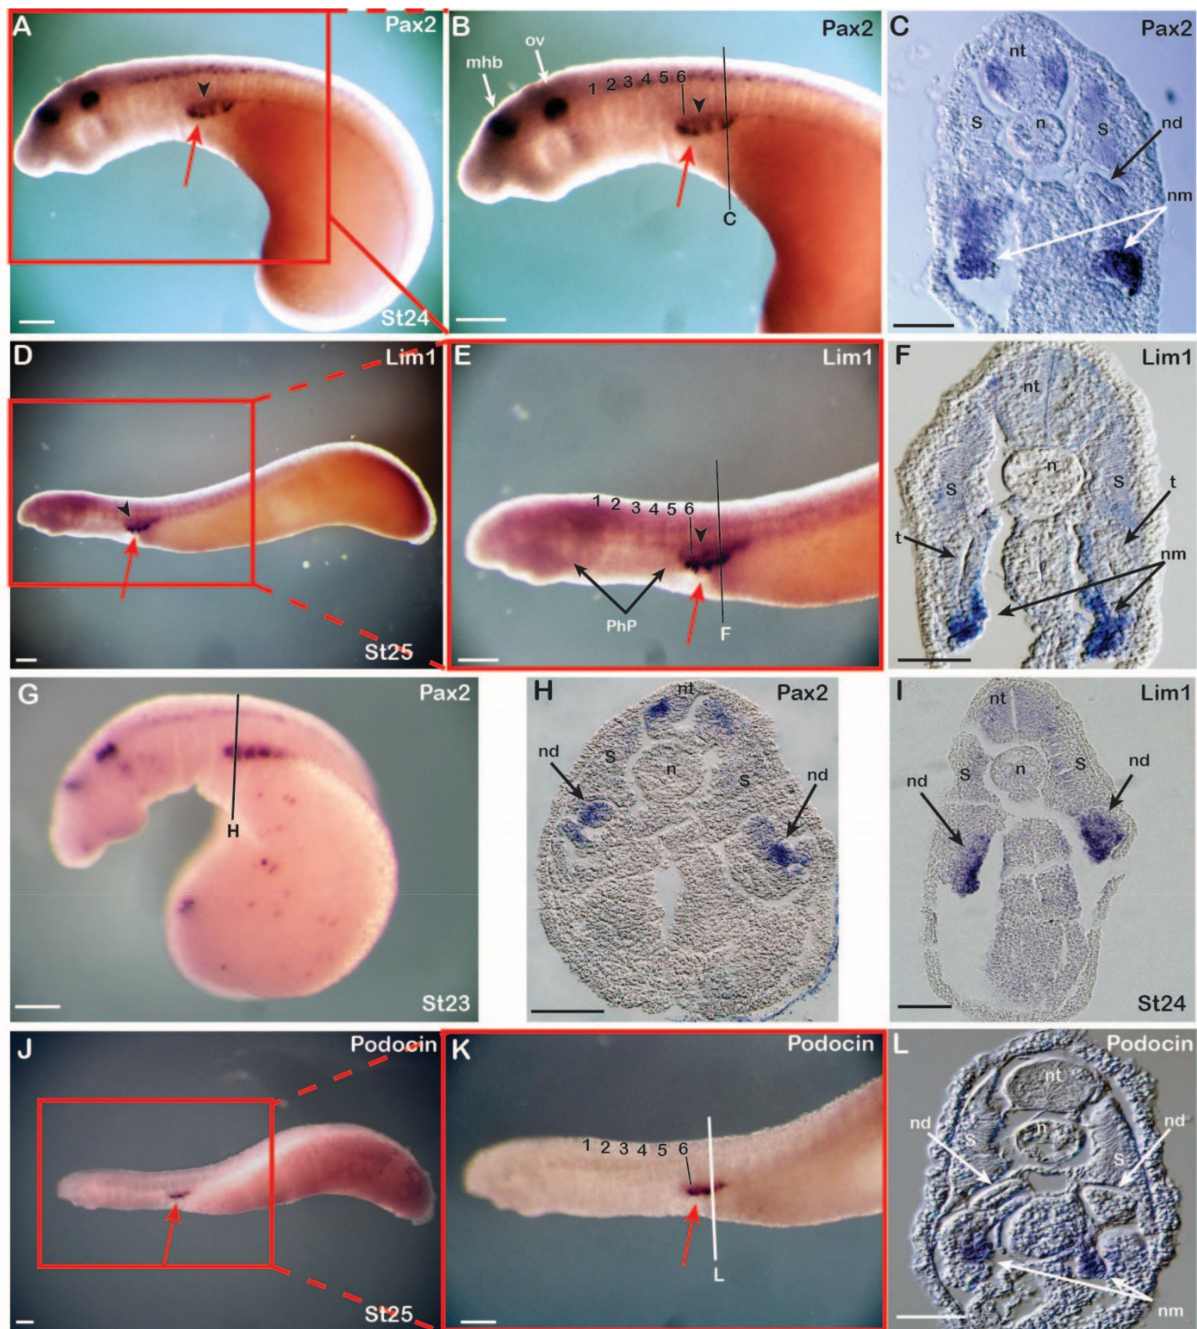 A Pax2
St24
B Pax2
mhb
ov
1 2 3 4 5 6
C
C Pax2
nt
S n S
nd
nm
D Lim1
St25
E Lim1
1 2 3 4 5 6
PhP
F
F Lim1
nt
n
S S
t
t
nm
G Pax2
H
St23
H Pax2
nt
nd
S n S
nd
I Lim1
nt
S n S
nd
nd
St24
J Podocin
St25
K Podocin
1 2 3 4 5 6
L
L Podocin
nt
nd
nd
S n S
nm